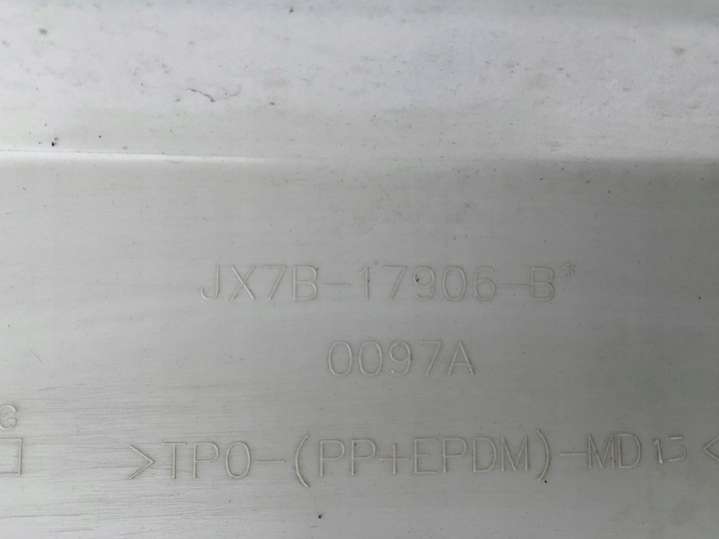 JX7B-17906-B*
0097A
G
>TPO-(PP+EPDM)-MD15<